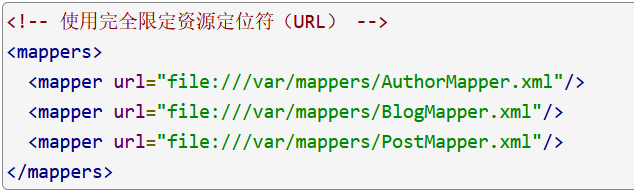 <!-- 使用完全限定资源定位符（URL） -->
<mappers>
  <mapper url="file:///var/mappers/AuthorMapper.xml"/>
  <mapper url="file:///var/mappers/BlogMapper.xml"/>
  <mapper url="file:///var/mappers/PostMapper.xml"/>
</mappers>